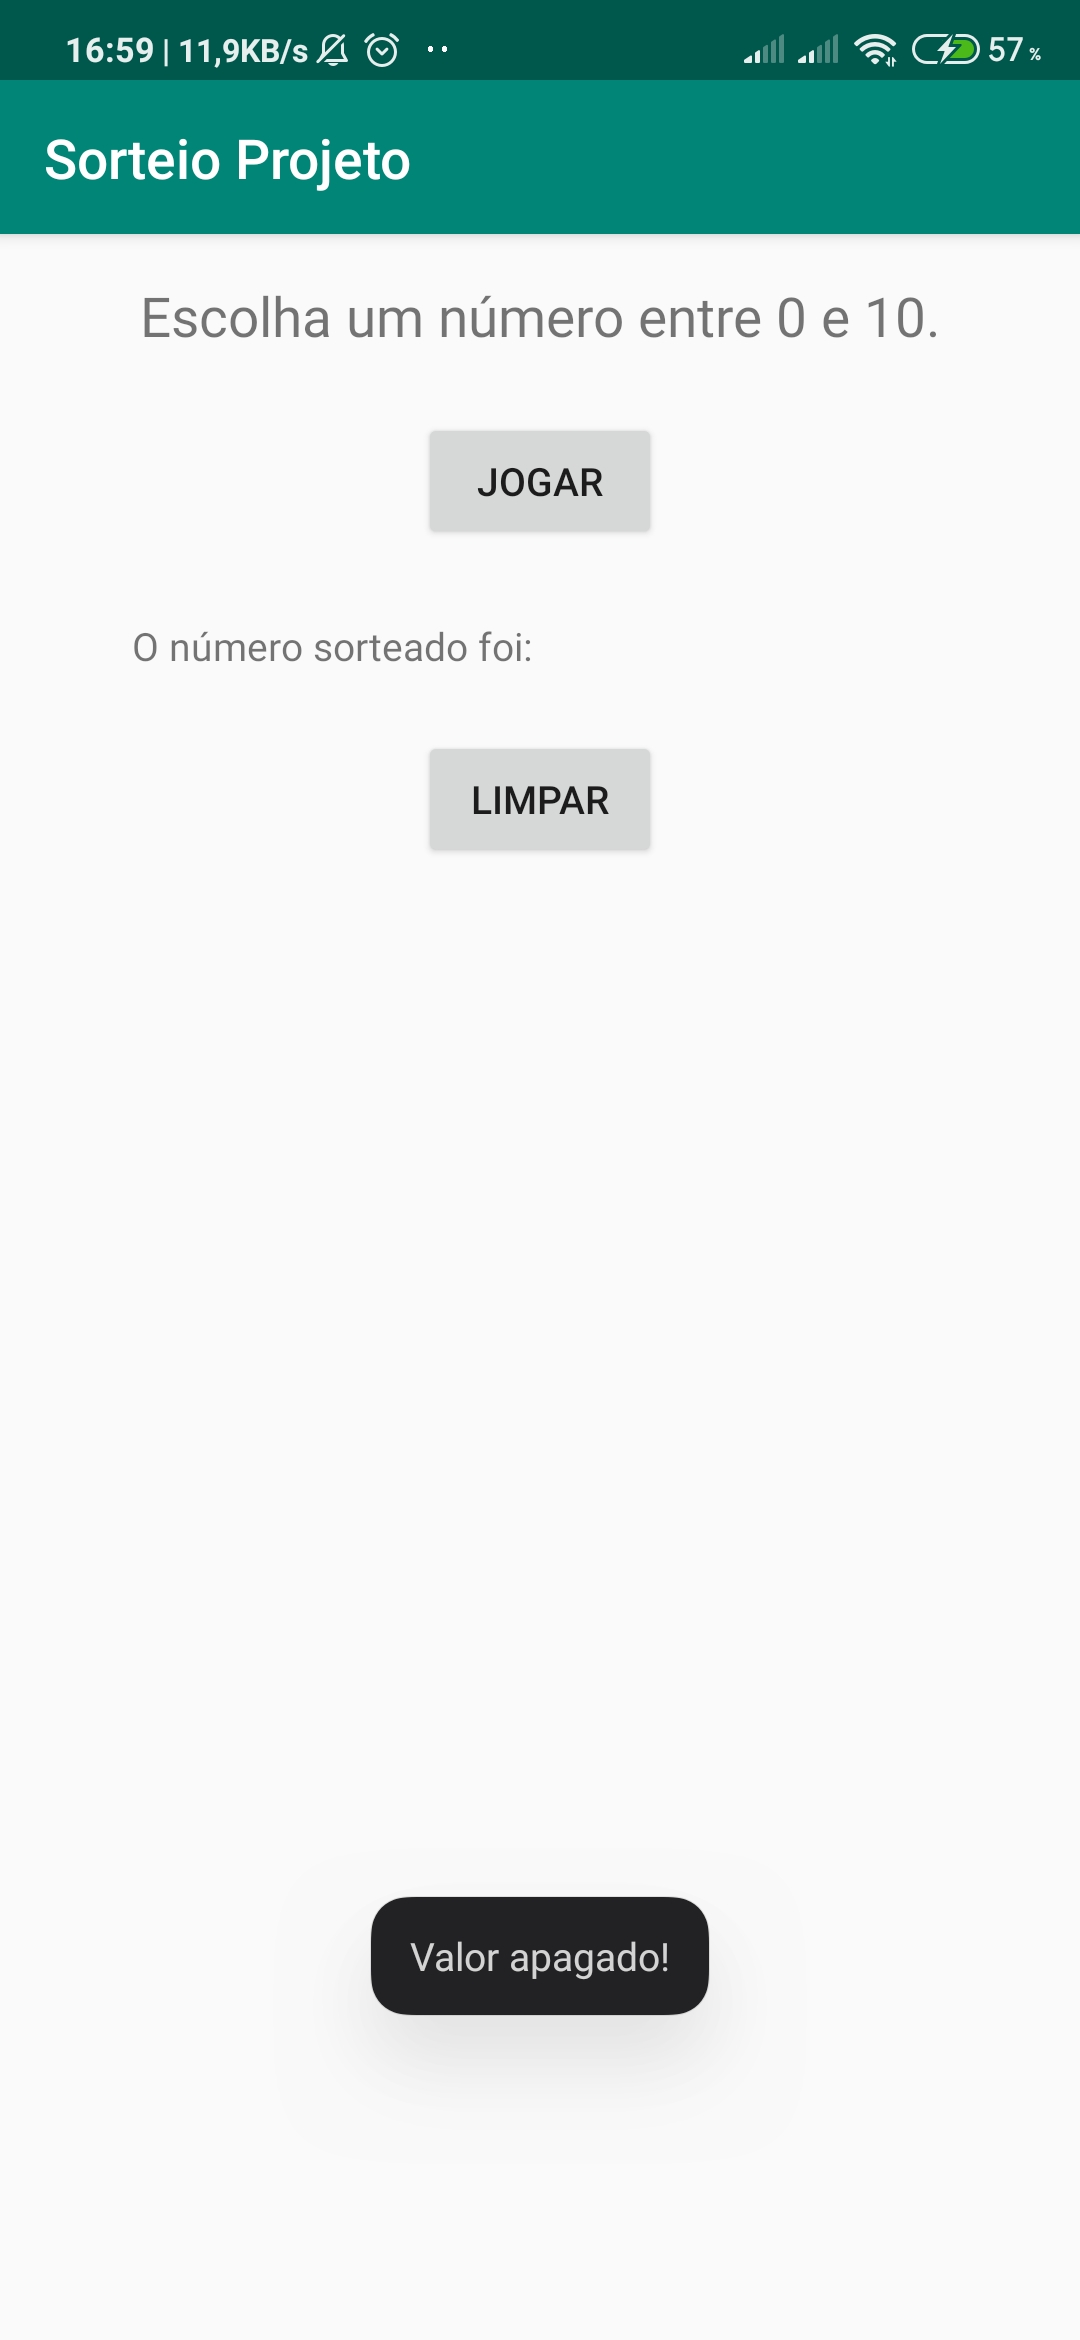 16:59 | 11,9KB/s 57 %
Sorteio Projeto
Escolha um número entre 0 e 10.
JOGAR
O número sorteado foi:
LIMPAR
Valor apagado!